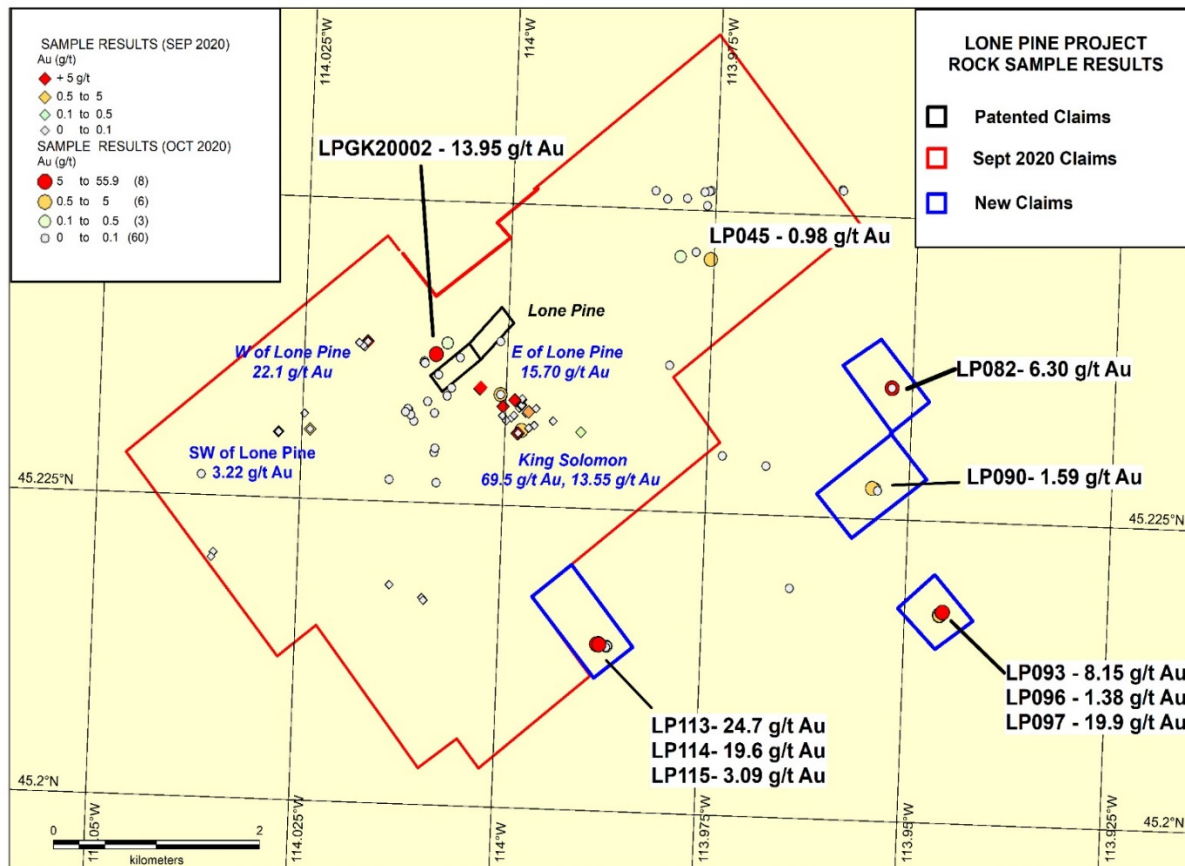 SAMPLE RESULTS (SEP 2020)
Au (g/t)
+ 5 g/t
0.5 to 5
0.1 to 0.5
0 to 0.1
SAMPLE RESULTS (OCT 2020)
Au (g/t)
5 to 55.9 (8)
0.5 to 5 (6)
0.1 to 0.5 (3)
0 to 0.1 (60)
114.025°W
114°W
113.975°W
LONE PINE PROJECT
ROCK SAMPLE RESULTS
Patented Claims
Sept 2020 Claims
New Claims
LPGK20002 - 13.95 g/t Au
LP045 - 0.98 g/t Au
Lone Pine
W of Lone Pine
22.1 g/t Au
E of Lone Pine
15.70 g/t Au
LP082- 6.30 g/t Au
SW of Lone Pine
3.22 g/t Au
King Solomon
69.5 g/t Au, 13.55 g/t Au
LP090- 1.59 g/t Au
45.225°N
45.225°N
LP093 - 8.15 g/t Au
LP096 - 1.38 g/t Au
LP097 - 19.9 g/t Au
LP113- 24.7 g/t Au
LP114- 19.6 g/t Au
LP115- 3.09 g/t Au
45.2°N
45.2°N
0 2
kilometers
114.025°W
114°W
113.975°W
113.95°W
113.925°W